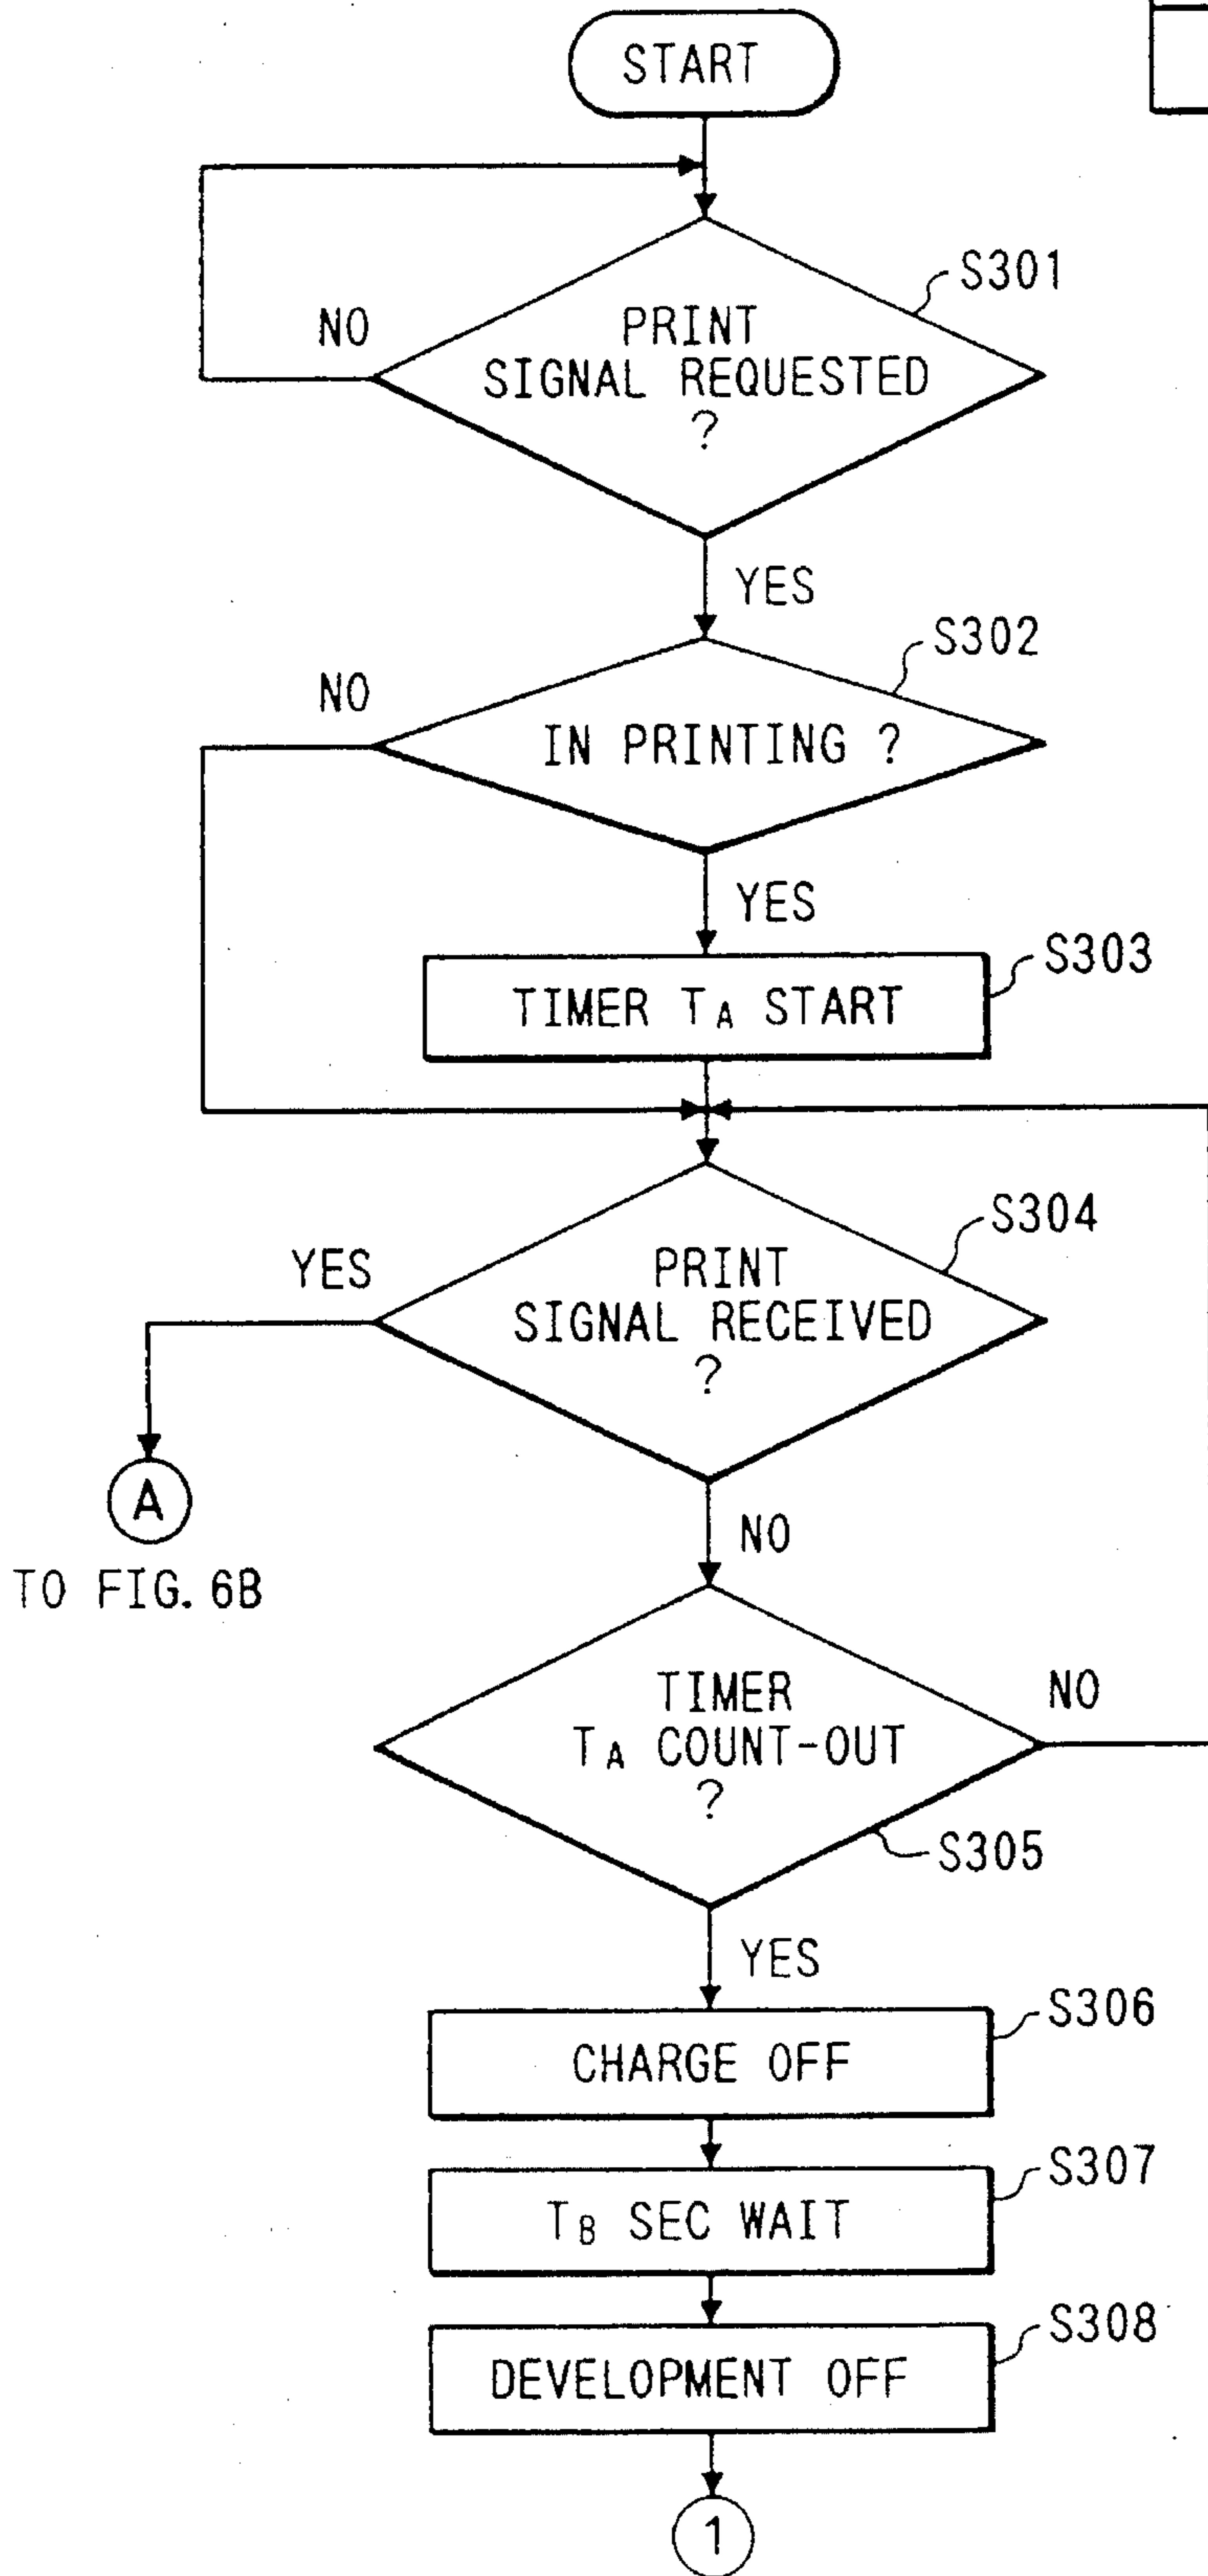 START
S301
NO
PRINT
SIGNAL REQUESTED
?
YES
S302
NO
IN PRINTING ?
YES
S303
TIMER TA START
S304
YES
PRINT
SIGNAL RECEIVED
?
A
NO
TO FIG. 6B
TIMER
NO
TA COUNT-OUT
?
S305
YES
S306
CHARGE OFF
S307
TB SEC WAIT
S308
DEVELOPMENT OFF
1